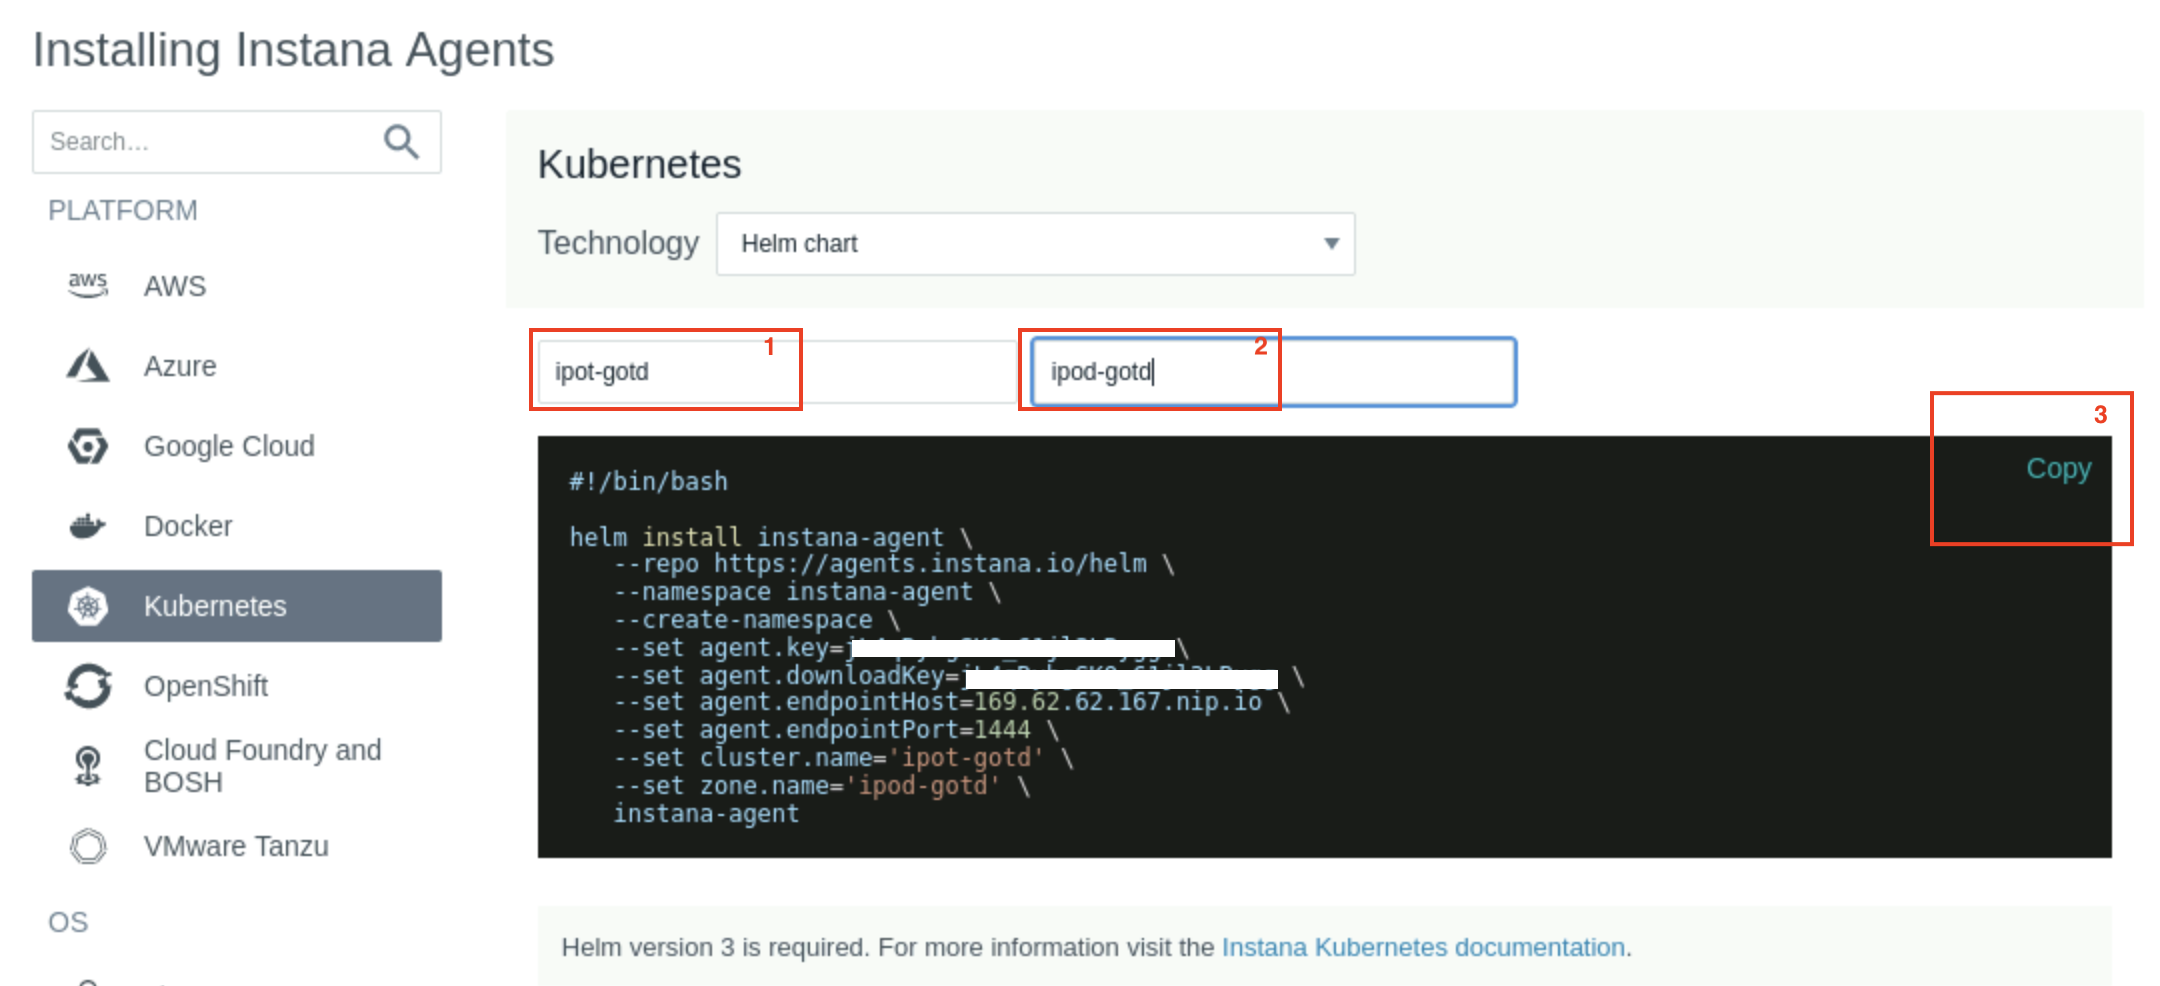 Installing Instana Agents
Search...
PLATFORM
aws AWS
Azure
Google Cloud
Docker
Kubernetes
OpenShift
Cloud Foundry and
BOSH
VMware Tanzu
OS
Kubernetes
Technology Helm chart
ipot-gotd 1
ipod-gotd 2
3
Copy
#!/bin/bash
helm install instana-agent \
--repo https://agents.instana.io/helm \
--namespace instana-agent \
--create-namespace \
--set agent.key= \
--set agent.downloadKey= \
--set agent.endpointHost=169.62.62.167.nip.io \
--set agent.endpointPort=1444 \
--set cluster.name='ipot-gotd' \
--set zone.name='ipod-gotd' \
instana-agent
Helm version 3 is required. For more information visit the Instana Kubernetes documentation.